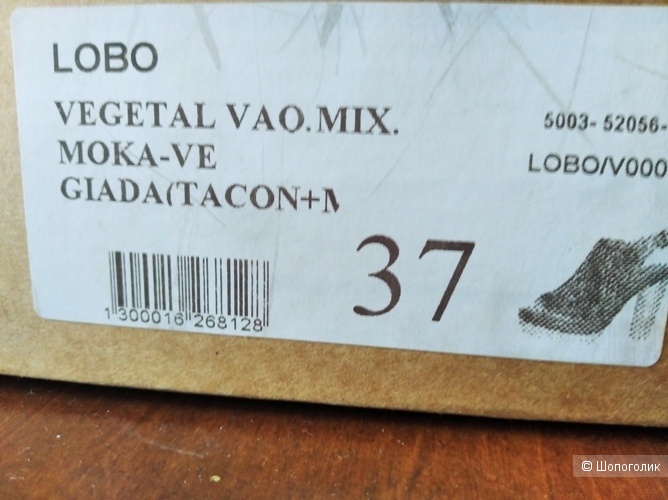 LOBO
VEGETAL VAO.MIX.
MOKA-VE
GIADA(TACON+M
5003- 52056-
LOBO/V000
37
1 300016 268128
© Шопоголик